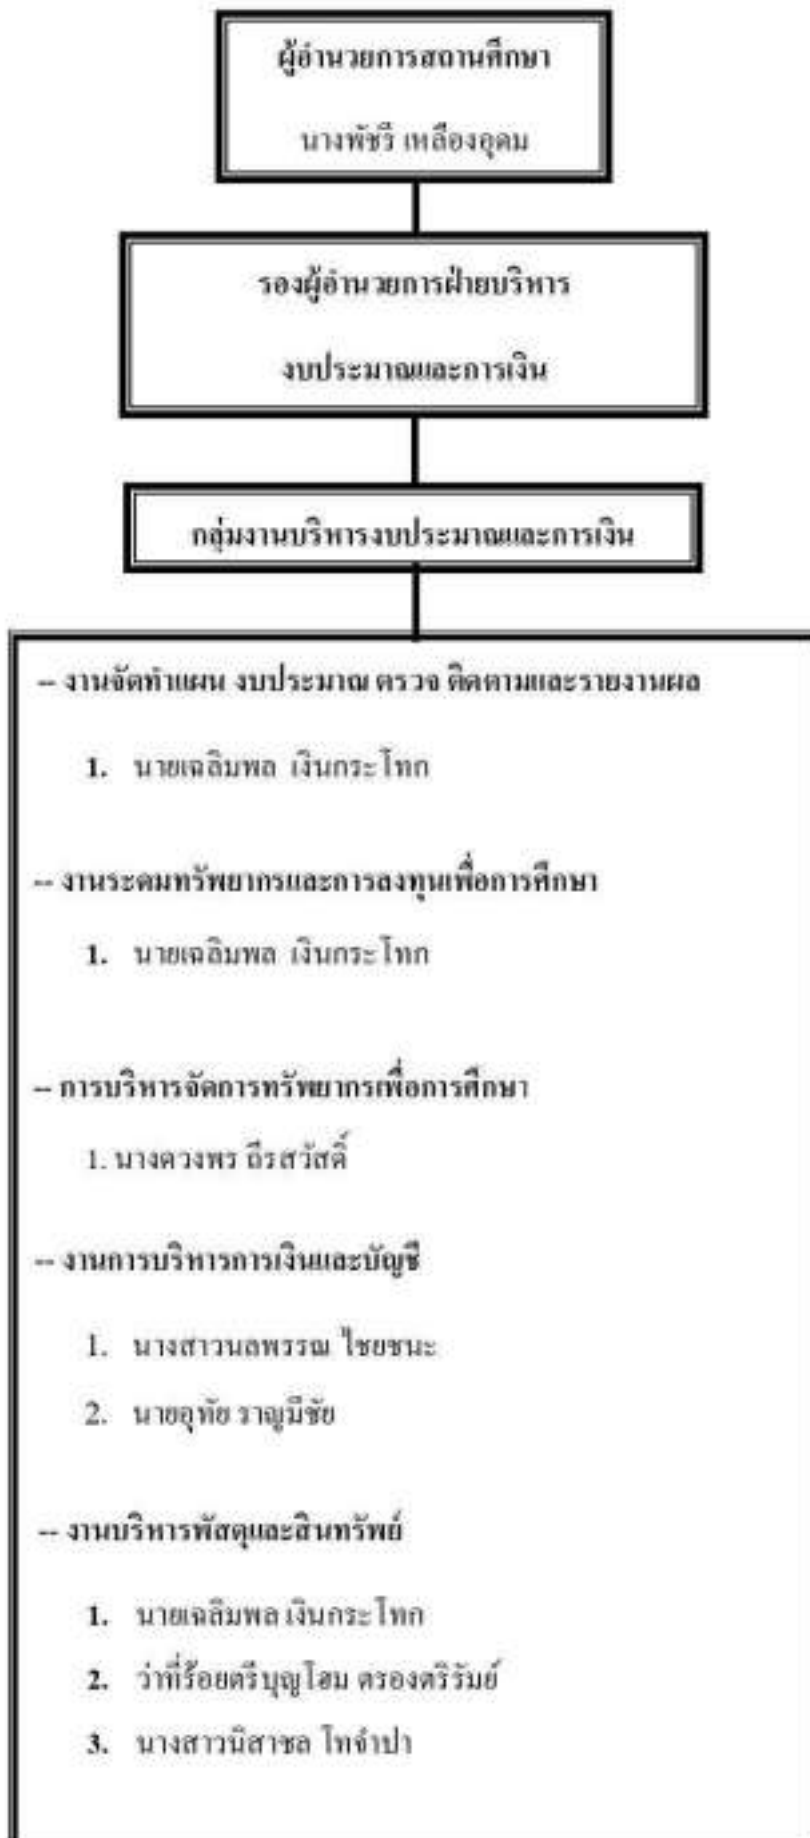 ผู้อำนวยการสถานศึกษา
นางพัชรี เหลืองอุดม
รองผู้อำนวยการฝ่ายบริหาร
งบประมาณและการเงิน
กลุ่มงานบริหารงบประมาณและการเงิน
-- งานจัดทำแผน งบประมาณ ตรวจ ติดตามและรายงานผล
1. นายเฉลิมพล เงินกระโทก
-- งานระดมทรัพยากรและการลงทุนเพื่อการศึกษา
1. นายเฉลิมพล เงินกระโทก
-- การบริหารจัดการทรัพยากรเพื่อการศึกษา
1. นางดวงพร ถิรสวัสดิ์
-- งานการบริหารการเงินและบัญชี
1. นางสาวนลพรรณ ไชยชนะ
2. นายอุทัย ราญมีชัย
-- งานบริหารพัสดุและสินทรัพย์
1. นายเฉลิมพล เงินกระโทก
2. ว่าที่ร้อยตรีบุญโฮม ตรองตรีรัมย์
3. นางสาวนิสาชล โทจำปา